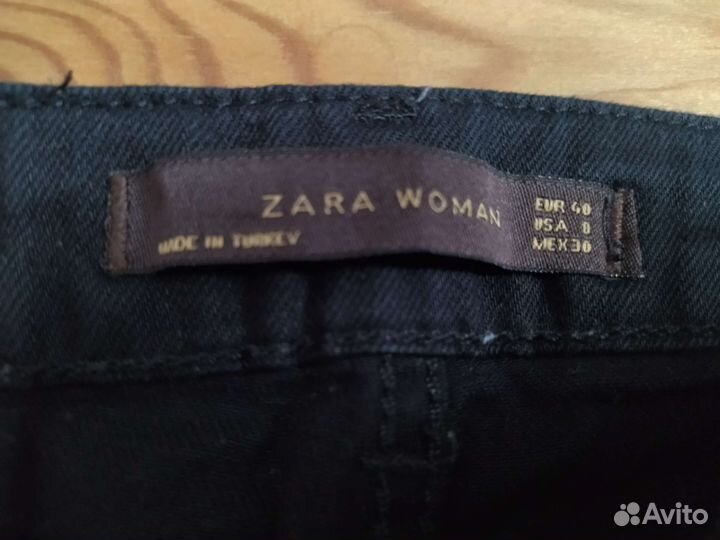 ZARA WOMAN
MADE IN TURKEY
EUR 40
USA 8
MEX 30
Avito